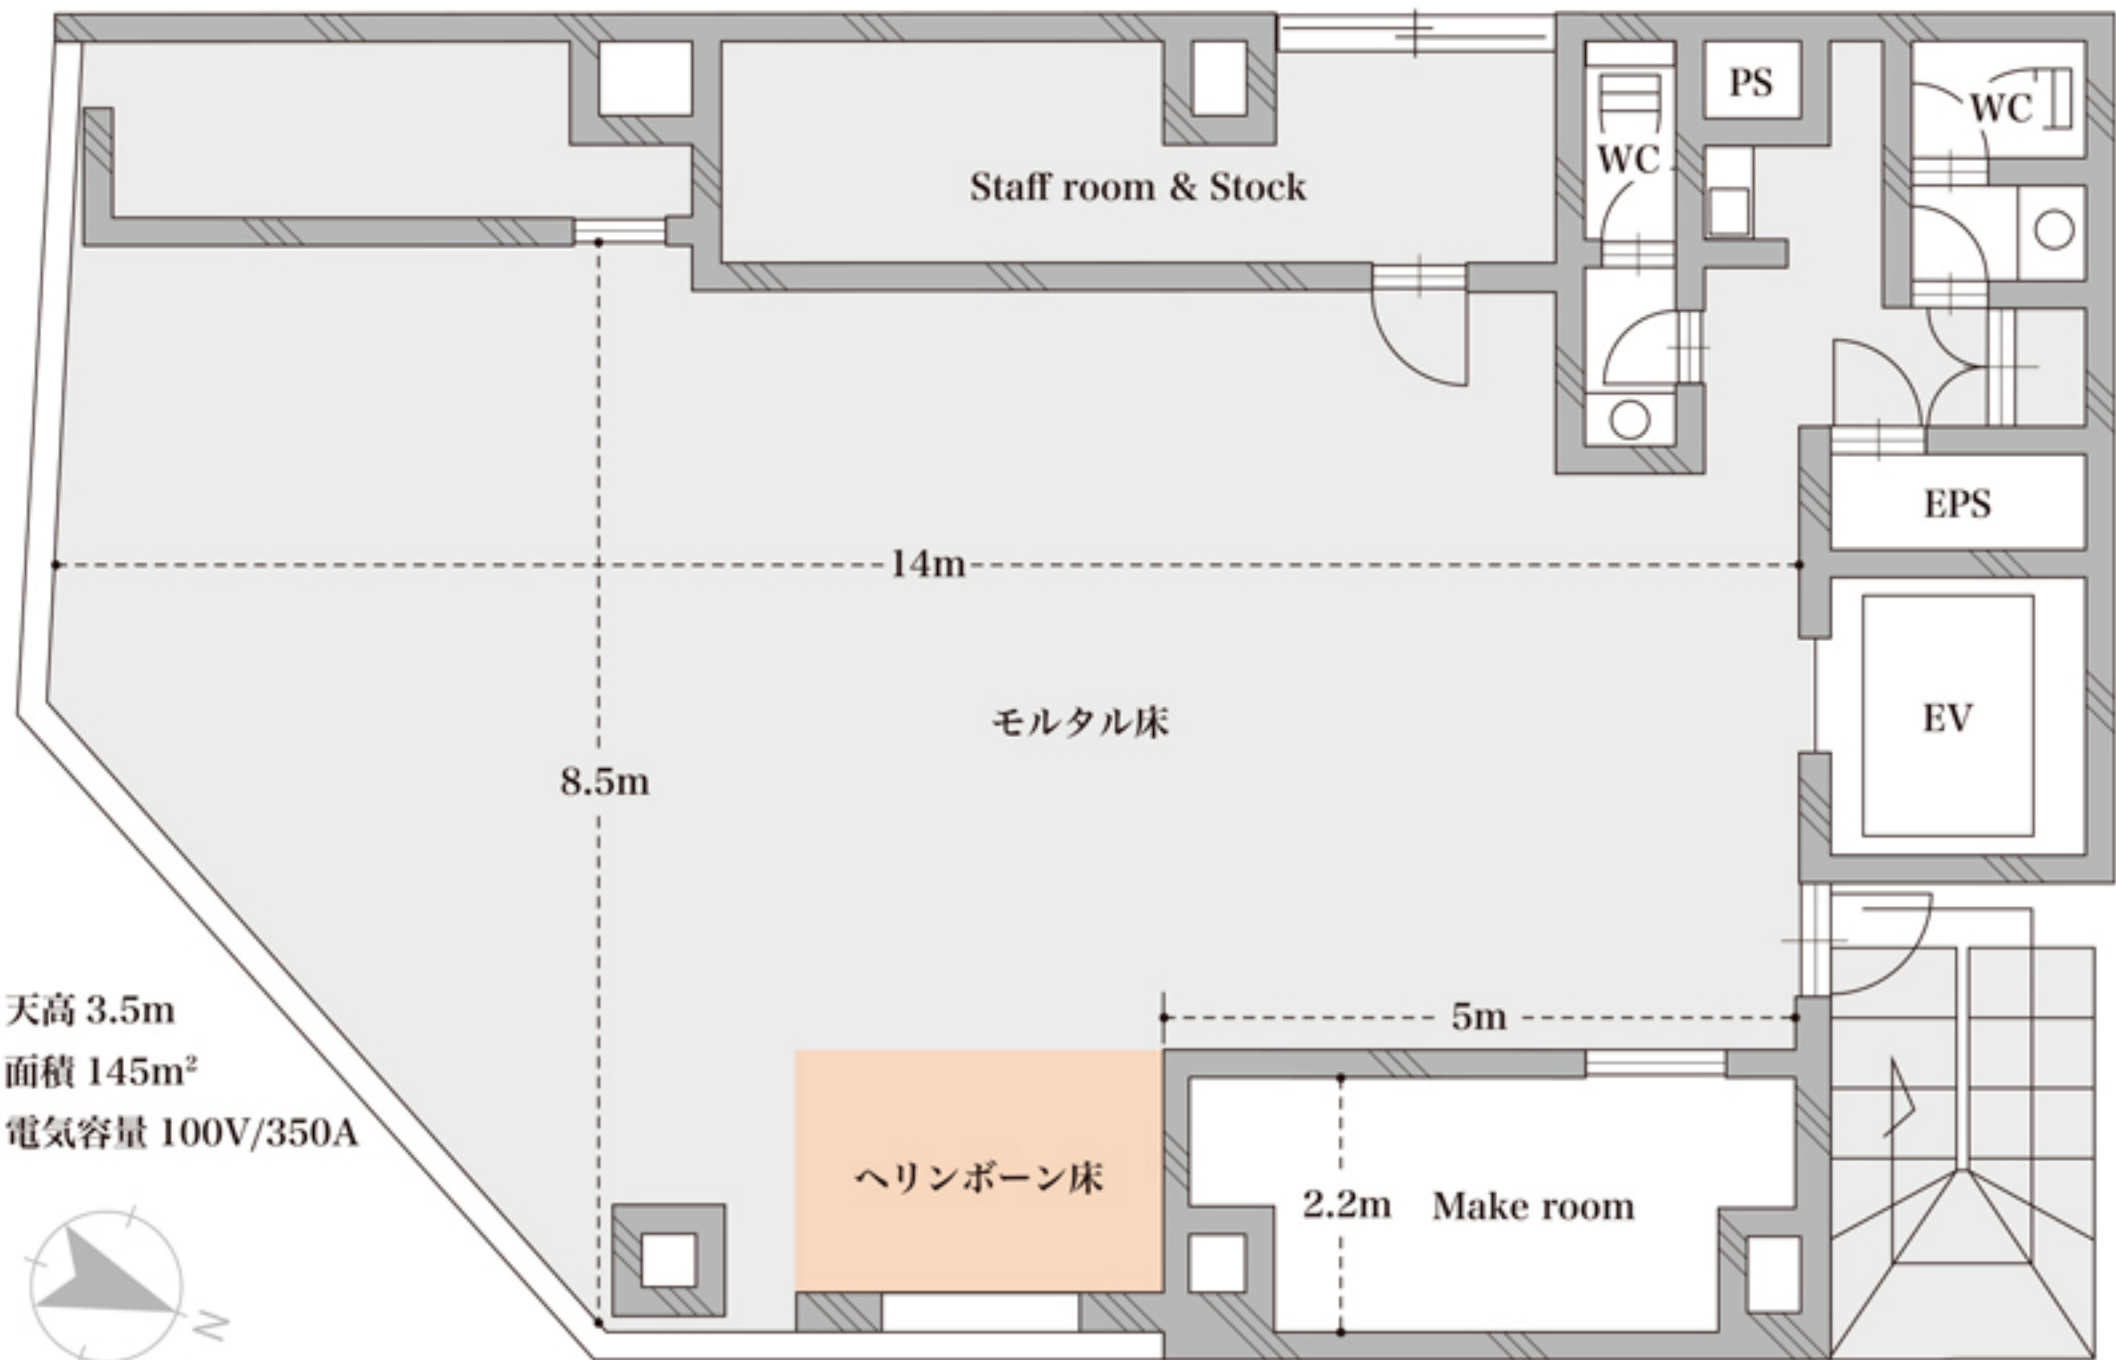 PS
WC
WC
Staff room & Stock
EPS
14m
EV
モルタル床
8.5m
天高 3.5m
面積 145m²
電気容量 100V/350A
5m
ヘリンボーン床
2.2m
Make room
N